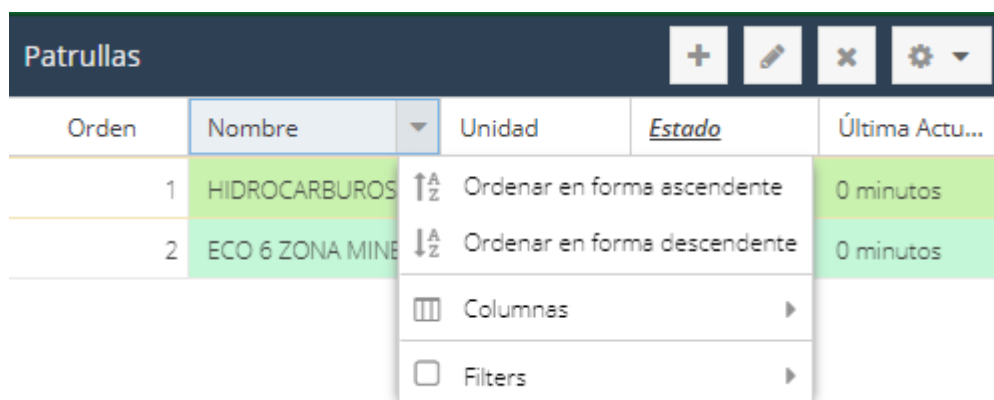 Patrullas
Orden Nombre Unidad Estado Última Actu...
1 HIDROCARBUROS 0 minutos
2 ECO 6 ZONA MINE 0 minutos
Ordenar en forma ascendente
Ordenar en forma descendente
Columnas
Filters